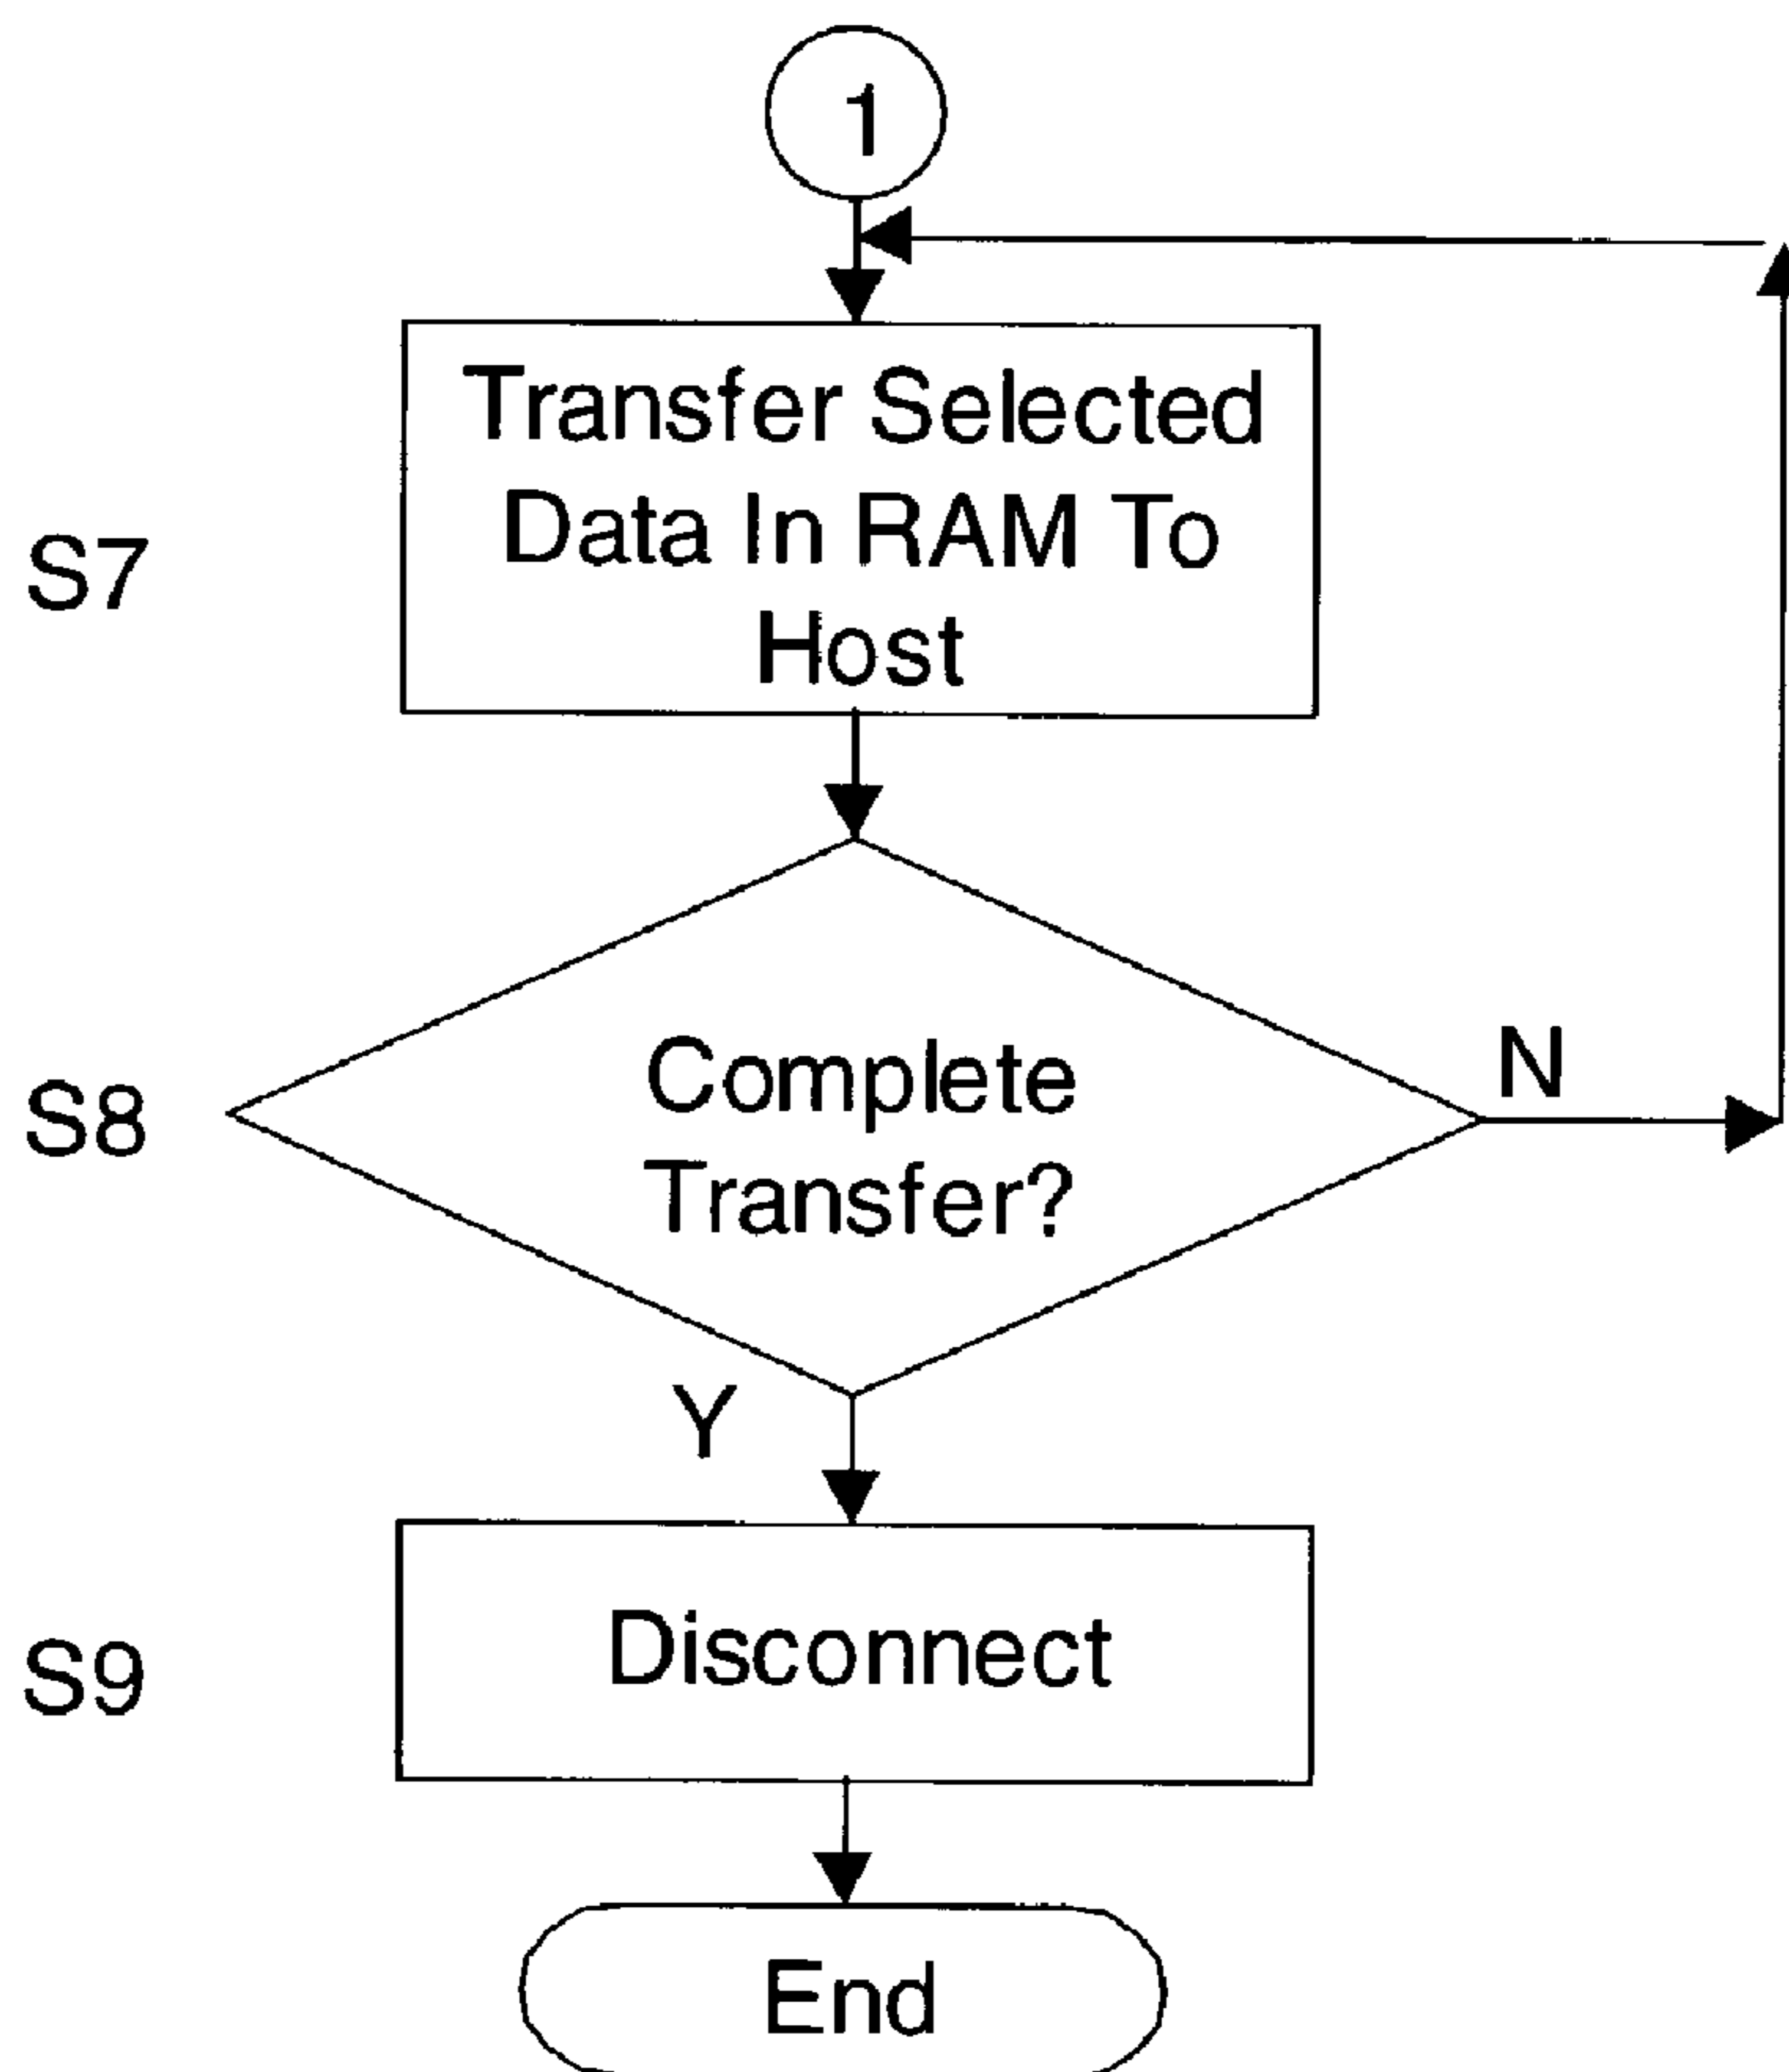 1
Transfer Selected
Data In RAM To
Host
S7
Complete
Transfer?
S8
N
Y
Disconnect
S9
End